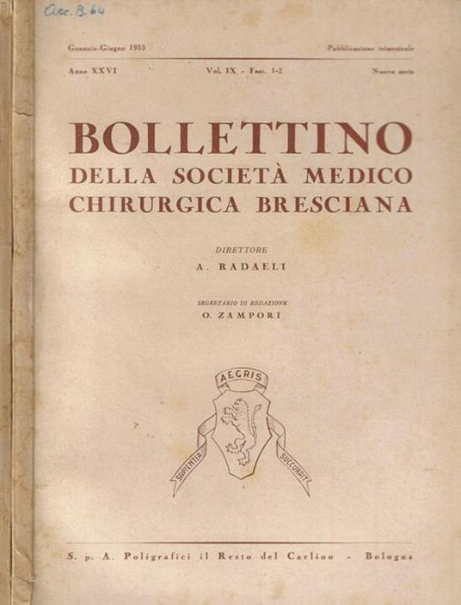 Acc. B. 64
Gennaio-Giugno 1955 Pubblicazione trimestrale
Anno XXVI Vol. IX - Fasc. 1-2 Nuova serie
BOLLETTINO
DELLA SOCIETÀ MEDICO
CHIRURGICA BRESCIANA
DIRETTORE
A. RADAELI
SEGRETARIO DI REDAZIONE
O. ZAMPORI
AEGRIS
SAPIENTER SUCCURRIT
S. p. A. Poligrafici il Resto del Carlino - Bologna